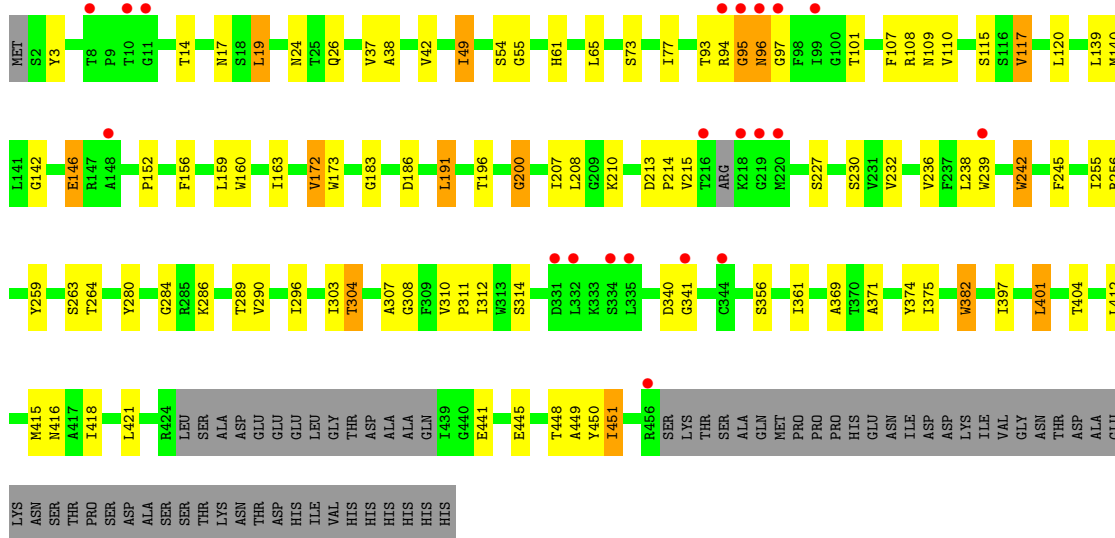 MET S2 Y3 T8 P9 T10 G11 T14 N17 S18 L19 N24 T25 Q26 V37 A38 V42 I49 S54 G55 H61 L65 S73 I77 T93 R94 G95 N96 G97 F98 I99 G100 T101 F107 R108 N109 V110 S115 S116 V117 L120 L139 M140
L141 G142 E146 R147 A148 P152 F156 L159 W160 I163 V172 W173 G183 D186 L191 T196 G200 I207 L208 G209 K210 D213 P214 V215 T216 ARG K218 G219 M220 S227 S230 V231 V232 V236 F237 L238 W239 W242 F245 I255
Y259 S263 T264 Y280 G284 R285 K286 T289 V290 I296 I303 T304 A307 G308 F309 V310 P311 I312 W313 S314 D331 L332 K333 S334 L335 D340 G341 C344 S356 I361 A369 T370 A371 Y374 I375 W382 I397 L401 T404 L412
M415 N416 A417 I418 L421 R424 LEU SER ALA ASP GLU GLU GLU LEU GLY THR ASP ALA ALA GLN I439 G440 E441 E445 T448 A449 Y450 I451 R456 SER LYS THR SER ALA GLN MET PRO PRO PRO HIS GLU ASN ILE ASP ASP LYS ILE VAL GLY ASN THR ASP ALA GLU
LYS ASN SER THR PRO SER ASP ALA SER SER THR LYS ASN THR ASP HIS ILE VAL HIS HIS HIS HIS HIS HIS